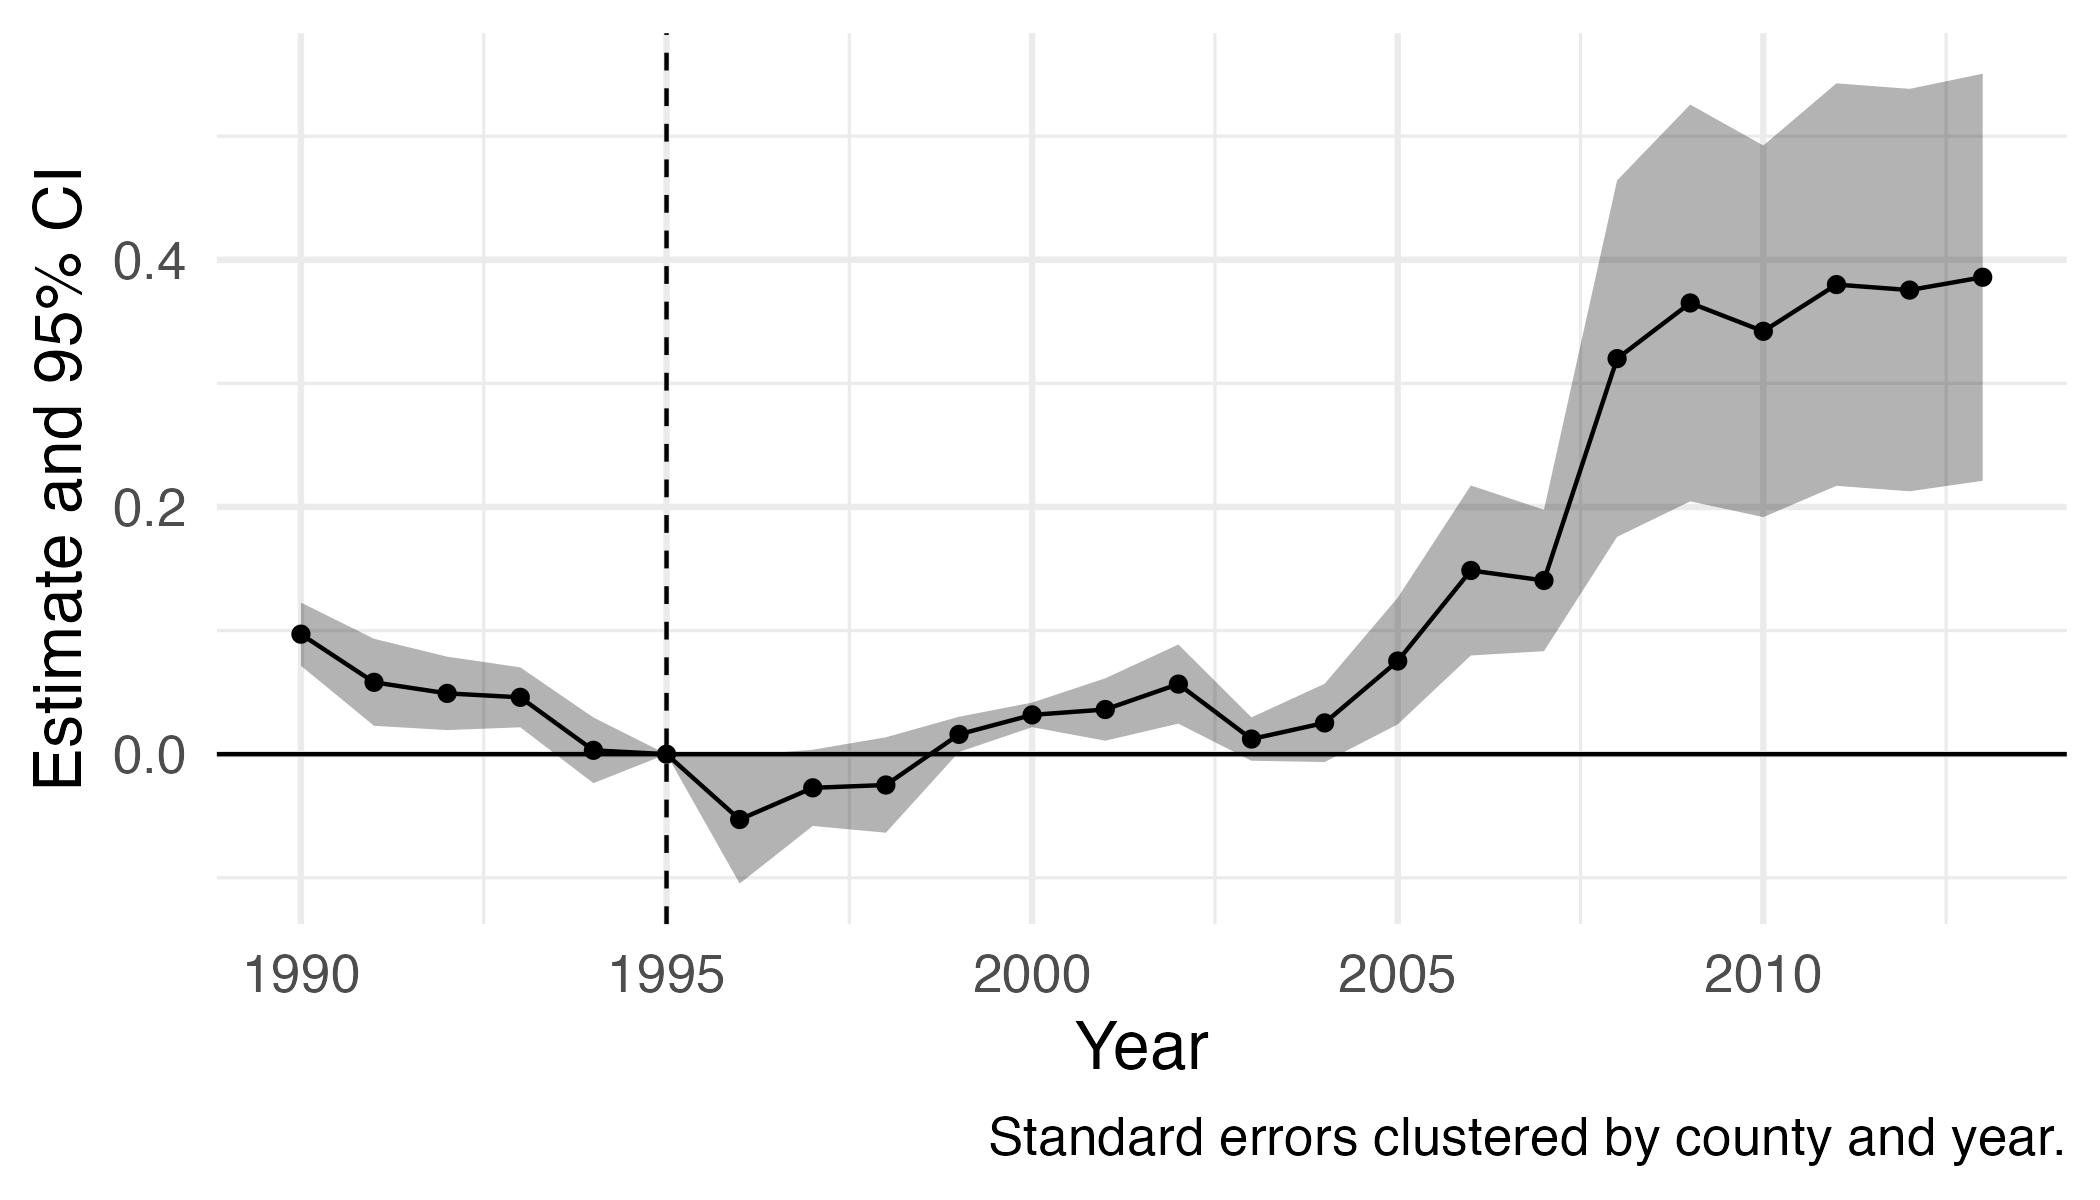 Estimate and 95% CI
0.4
0.2
0.0
1990 1995 2000 2005 2010
Year
Standard errors clustered by county and year.